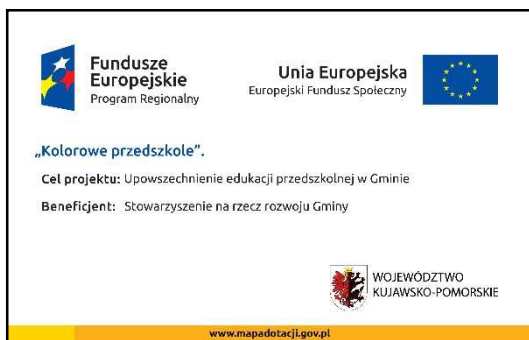 Fundusze
Europejskie
Program Regionalny
Unia Europejska
Europejski Fundusz Społeczny
„Kolorowe przedszkole”.
Cel projektu: Upowszechnienie edukacji przedszkolnej w Gminie
Beneficjent: Stowarzyszenie na rzecz rozwoju Gminy
WOJEWÓDZTWO
KUJAWSKO-POMORSKIE
www.mapadotacji.gov.pl